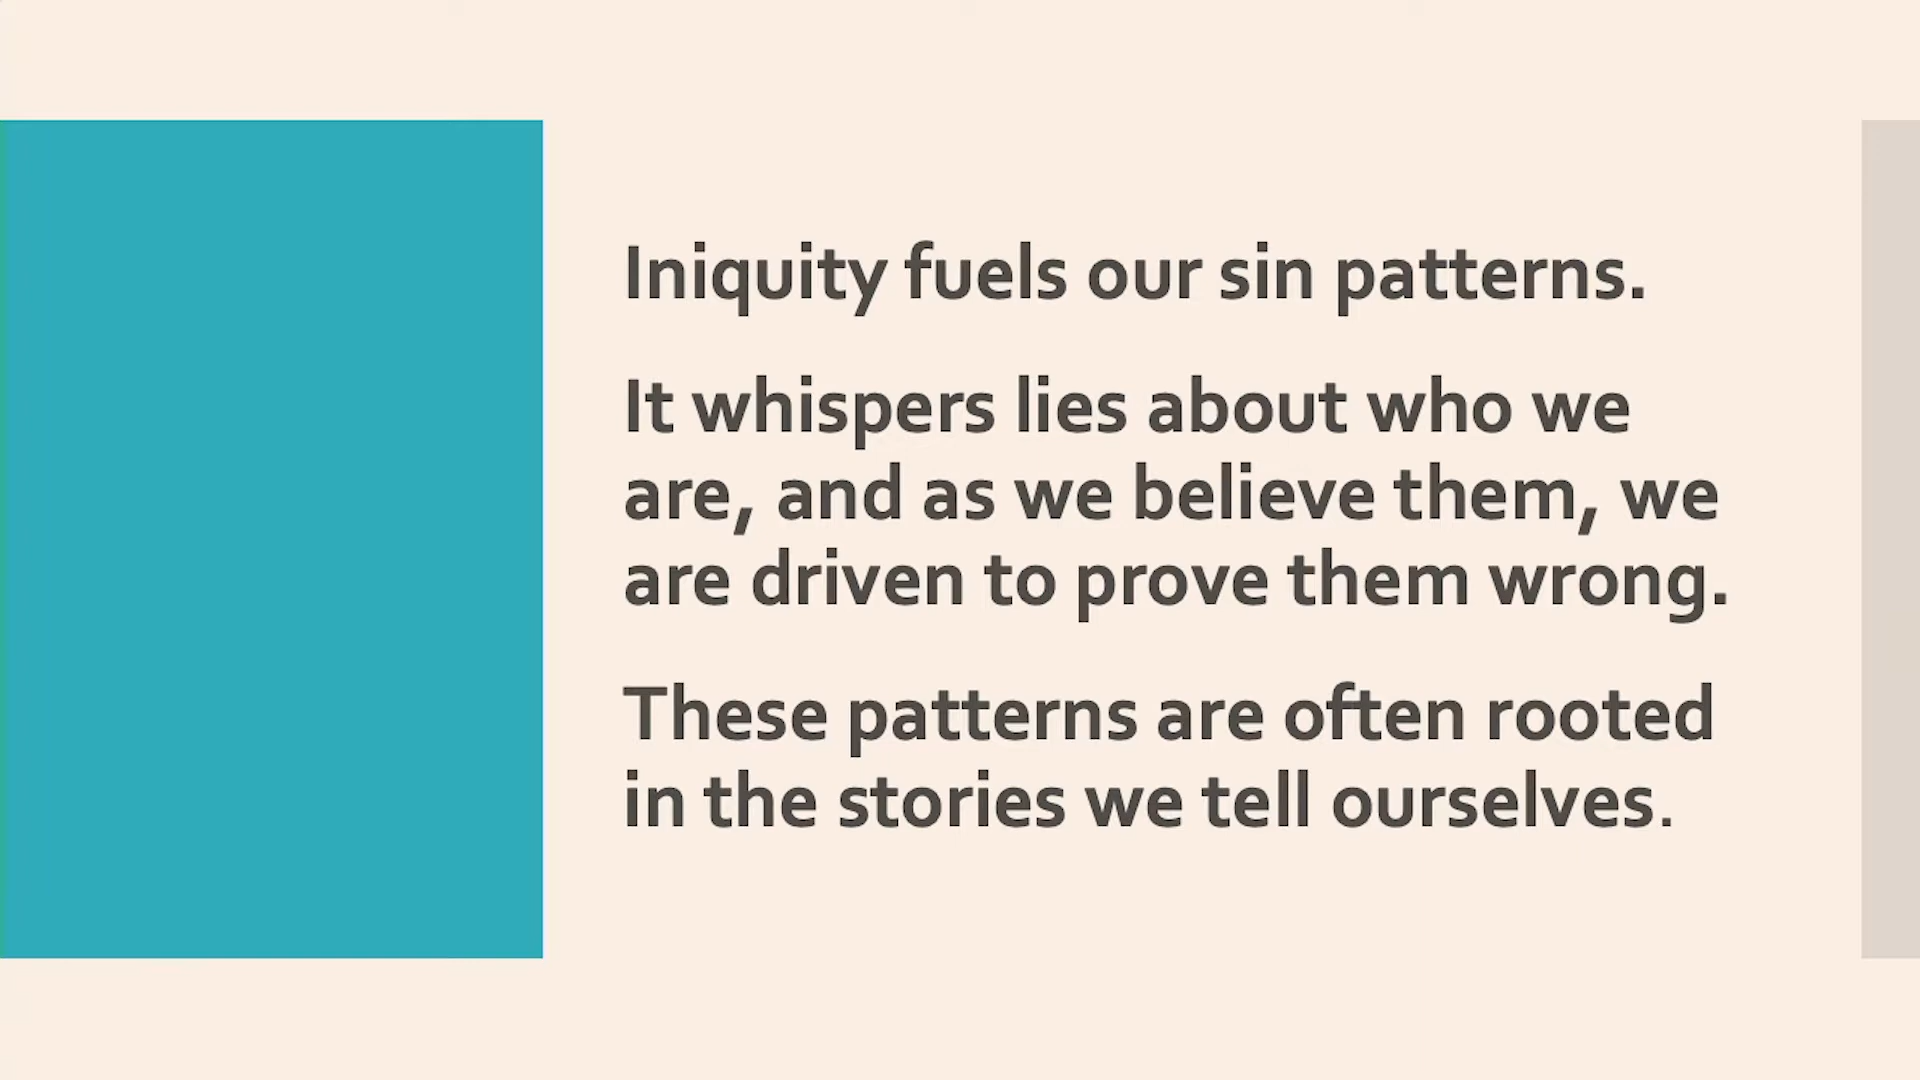 Iniquity fuels our sin patterns.
It whispers lies about who we
are, and as we believe them, we
are driven to prove them wrong.
These patterns are often rooted
in the stories we tell ourselves.